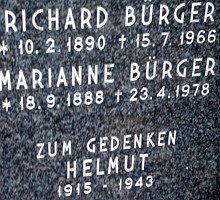 RICHARD BÜRGER
* 10.2.1890 † 15.7.1966
MARIANNE BÜRGER
* 18.9.1888 † 23.4.1978
ZUM GEDENKEN
HELMUT
1915 - 1943